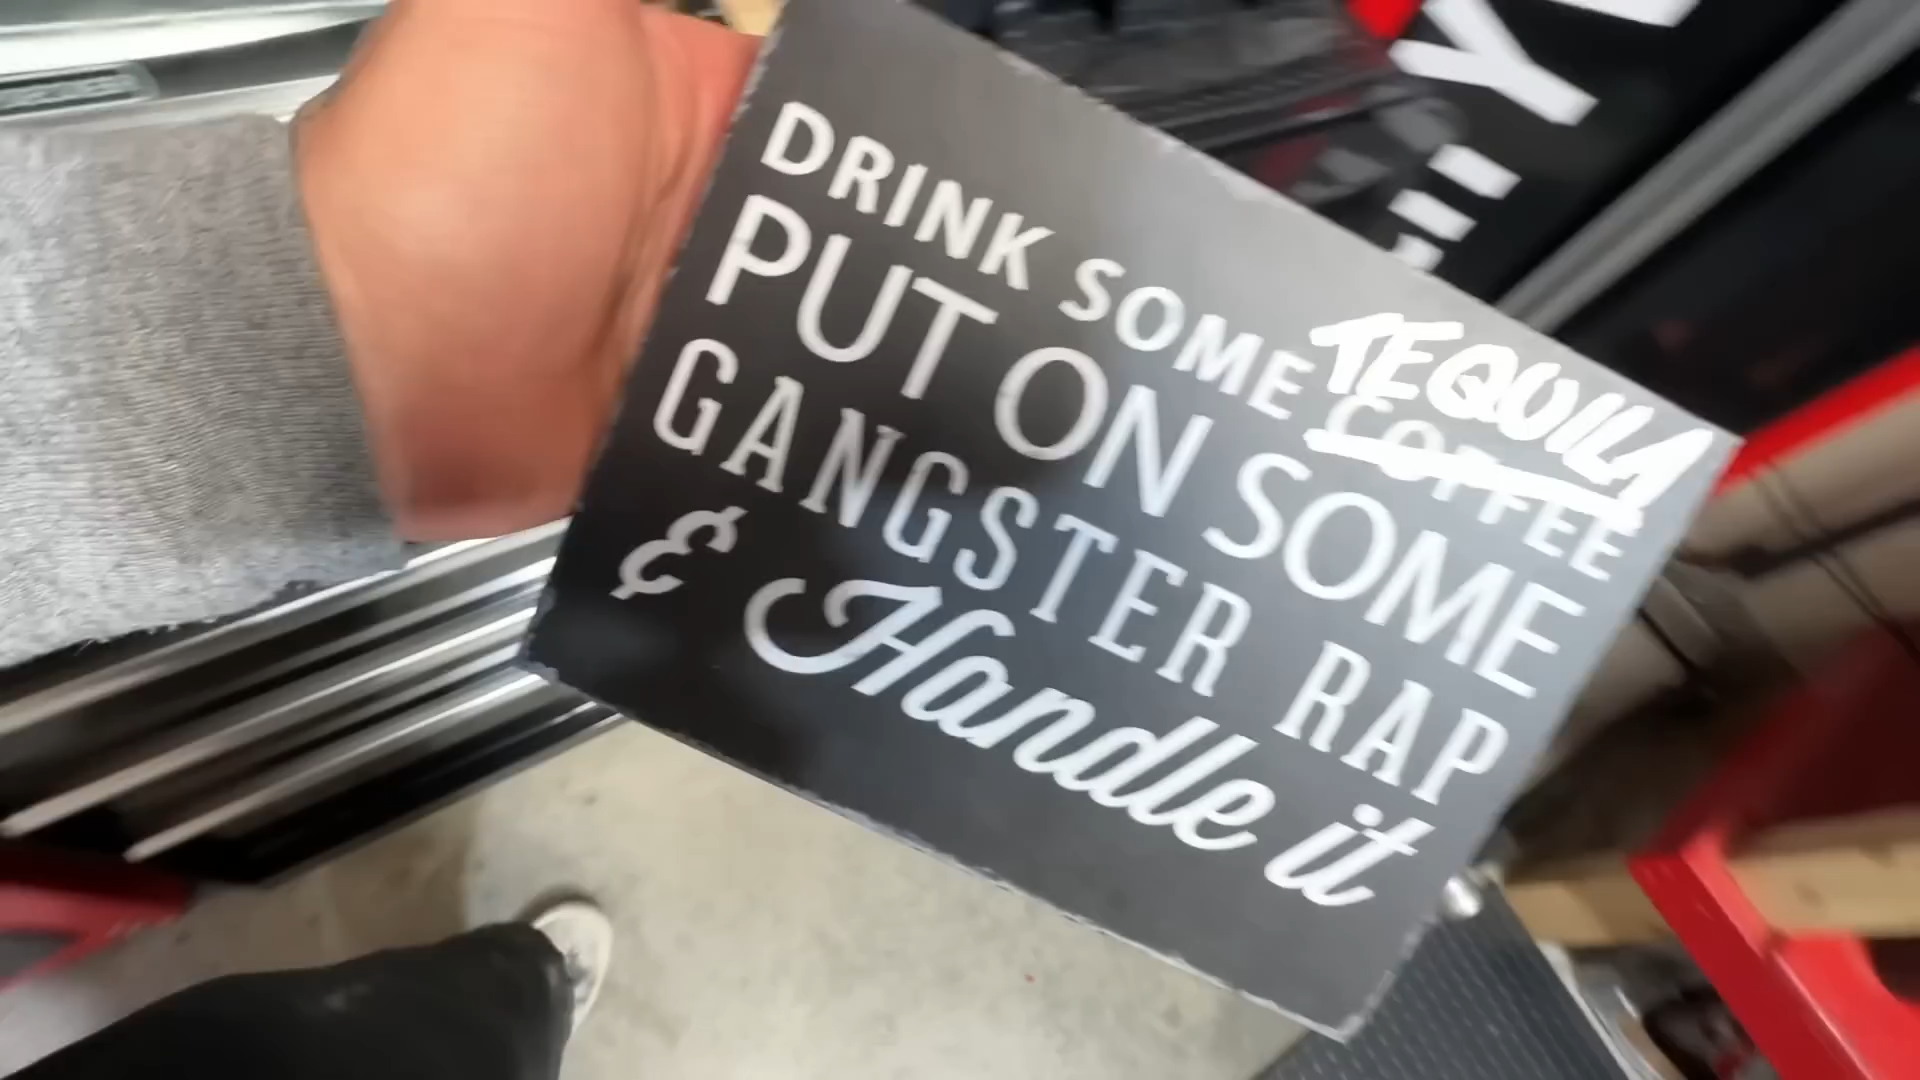 DRINK SOME COFFEE
TEQUILA
PUT ON SOME
GANGSTER RAP
& Handle it